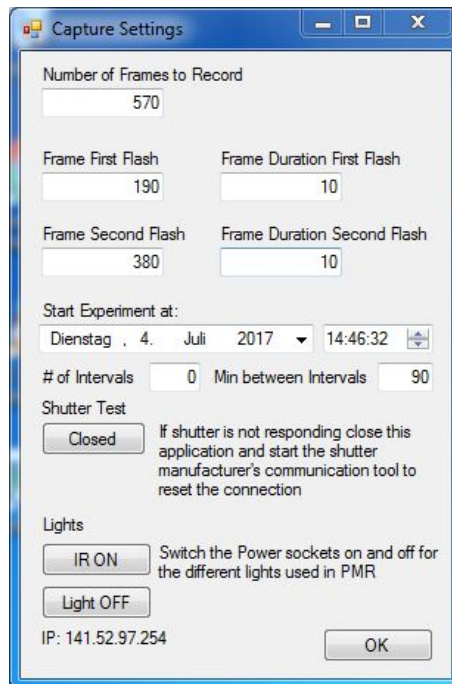 Capture Settings
Number of Frames to Record
570
Frame First Flash Frame Duration First Flash
190 10
Frame Second Flash Frame Duration Second Flash
380 10
Start Experiment at:
Dienstag , 4. Juli 2017 14:46:32
# of Intervals 0 Min between Intervals 90
Shutter Test
Closed
If shutter is not responding close this
application and start the shutter
manufacturer's communication tool to
reset the connection
Lights
IR ON
Switch the Power sockets on and off for
the different lights used in PMR
Light OFF
IP: 141.52.97.254
OK